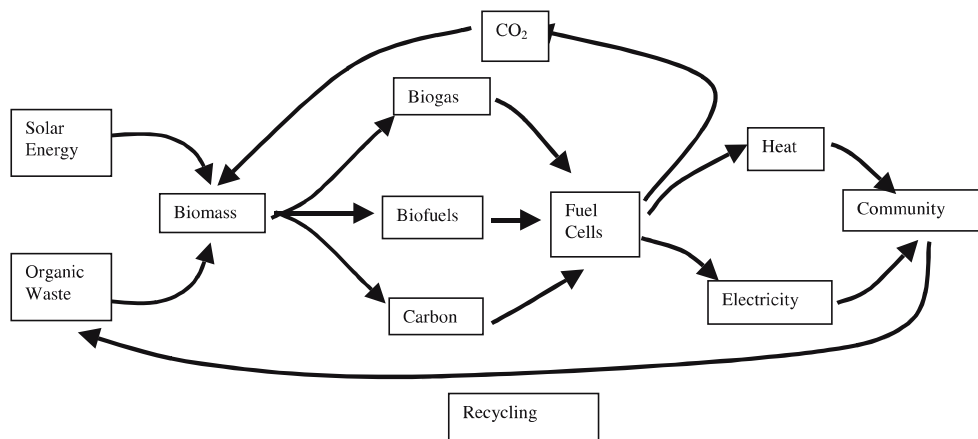 CO₂
Biogas
Solar
Energy
Heat
Biomass
Biofuels
Fuel
Cells
Community
Organic
Waste
Carbon
Electricity
Recycling